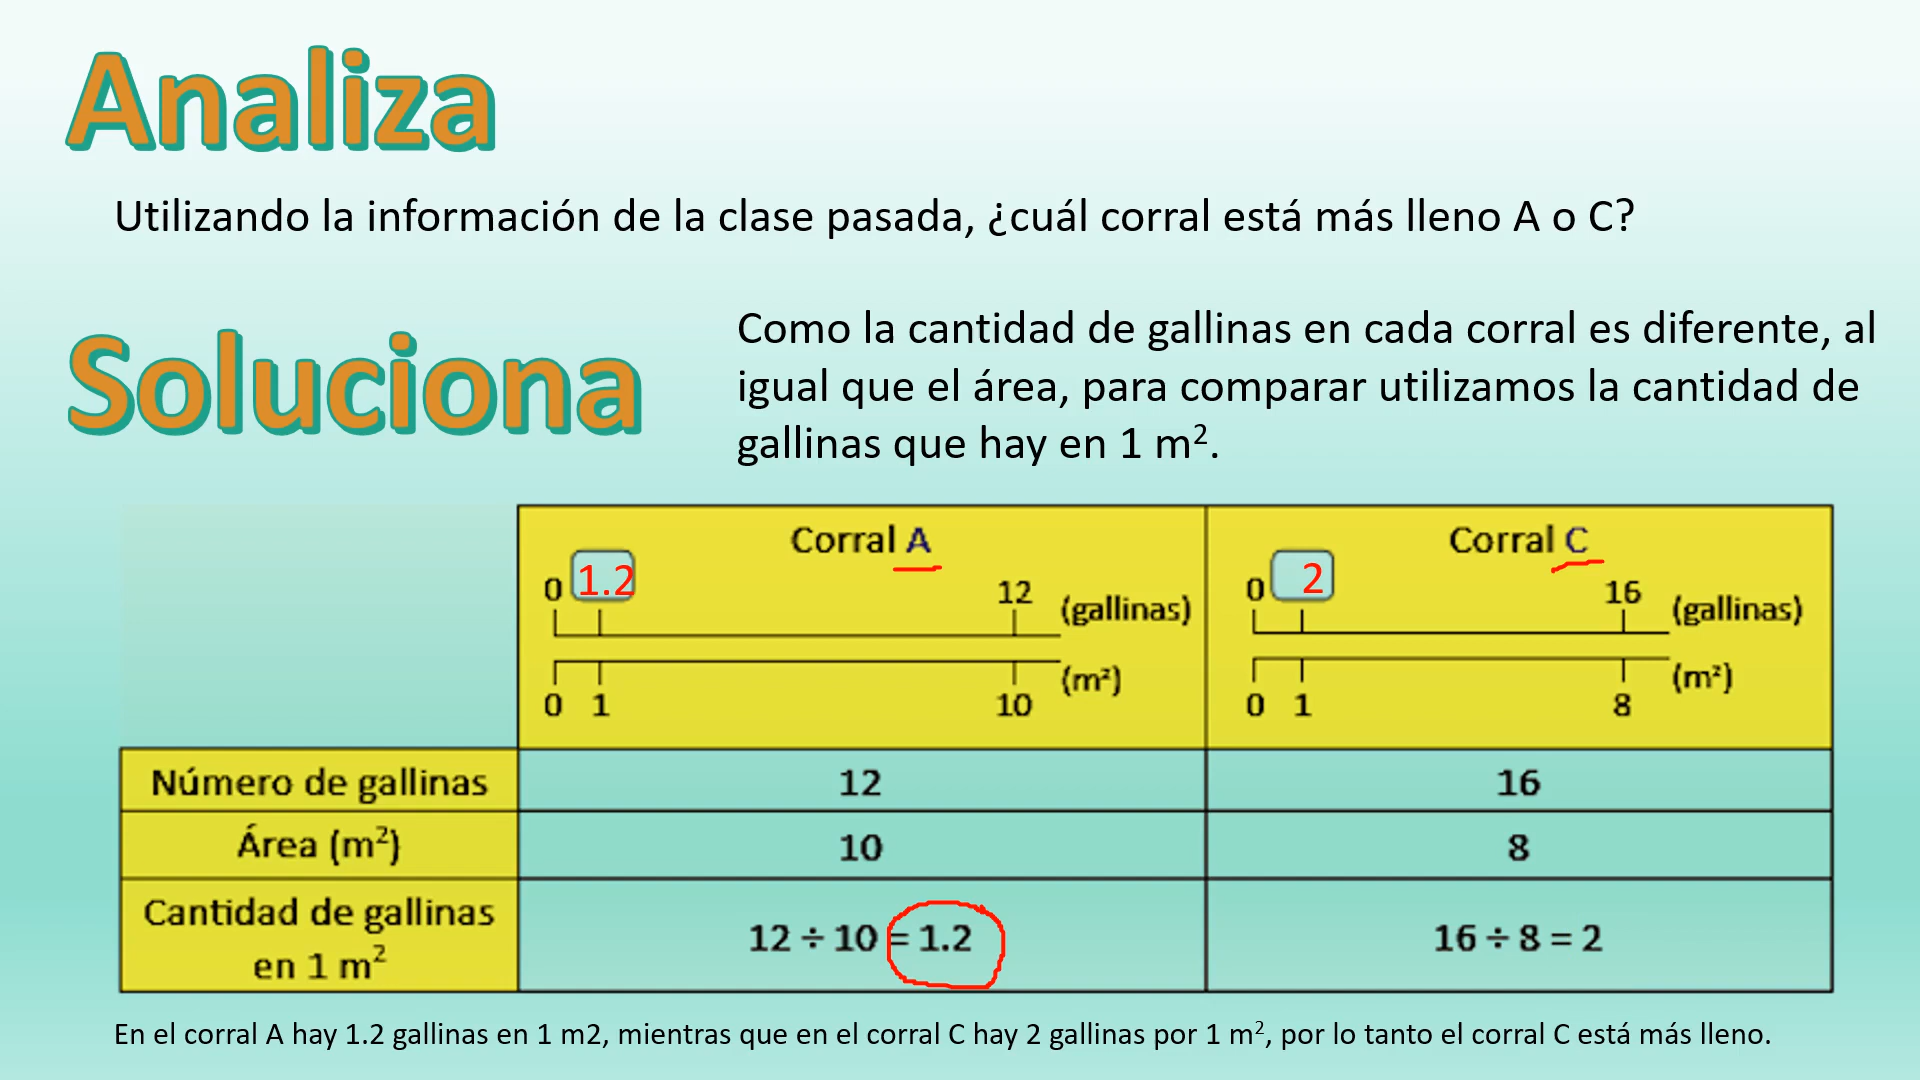 Analiza
Utilizando la información de la clase pasada, ¿cuál corral está más lleno A o C?
Soluciona
Como la cantidad de gallinas en cada corral es diferente, al
igual que el área, para comparar utilizamos la cantidad de
gallinas que hay en 1 m².
Corral A
0 1.2 12 (gallinas)
0 1 10 (m²)
Corral C
0 2 16 (gallinas)
0 1 8 (m²)
Número de gallinas 12 16
Área (m²) 10 8
Cantidad de gallinas
en 1 m² 12 ÷ 10 = 1.2 16 ÷ 8 = 2
En el corral A hay 1.2 gallinas en 1 m2, mientras que en el corral C hay 2 gallinas por 1 m², por lo tanto el corral C está más lleno.